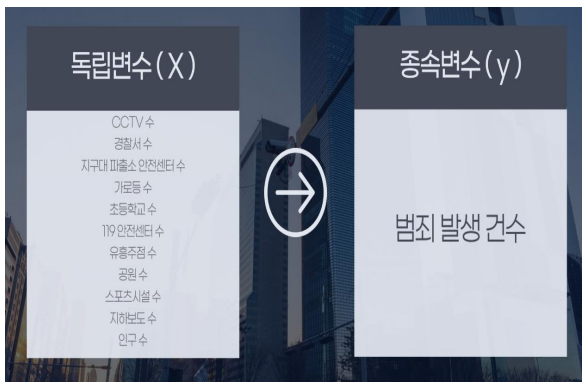 독립변수(X)
CCTV 수
경찰서 수
지구대 파출소 안전센터 수
가로등 수
초등학교 수
119 안전센터 수
유흥주점 수
공원 수
스포츠시설 수
지하보도 수
인구 수
종속변수(y)
범죄 발생 건수